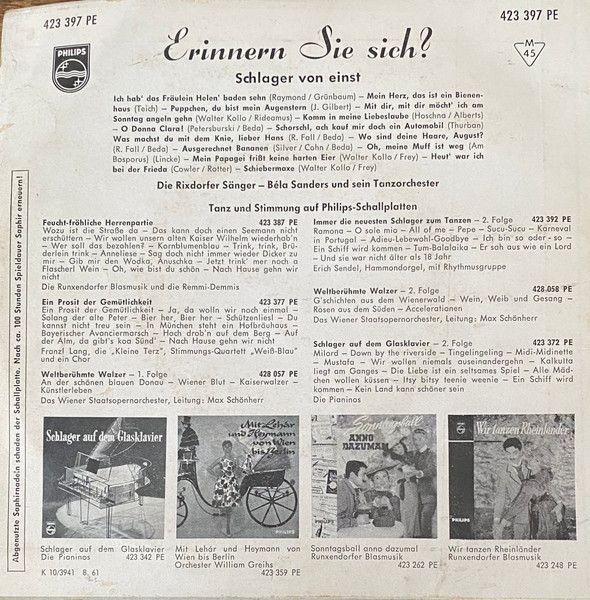 423 397 PE
423 397 PE
PHILIPS
Erinnern Sie sich?
M
45
Schlager von einst
Ich hab' das Fräulein Helen' baden sehn (Raymond / Grünbaum) – Mein Herz, das ist ein Bienen-
haus (Teich) – Puppchen, du bist mein Augenstern (J. Gilbert) – Mit dir, mit dir möcht' ich am
Sonntag angeln gehn (Walter Kollo / Rideamus) – Komm in meine Liebeslaube (Hoschna / Alberts)
– O Donna Clara! (Petersburski / Beda) – Schorschl, ach kauf mir doch ein Automobil (Thurban)
Was machst du mit dem Knie, lieber Hans (R. Fall / Beda) – Wo sind deine Haare, August?
(R. Fall / Beda) – Ausgerechnet Bananen (Silver / Cohn / Beda) – Oh, meine Muff ist weg (Am
Bosporus) (Lincke) – Mein Papagei frißt keine harten Eier (Walter Kollo / Frey) – Heut' war ich
bei der Frieda (Cowler / Rotter) – Schiebermaxe (Walter Kollo / Frey)
Die Rixdorfer Sänger – Béla Sanders und sein Tanzorchester
Tanz und Stimmung auf Philips-Schallplatten
Feucht-fröhliche Herrenpartie 423 387 PE
Wozu ist die Straße da – Das kann doch einen Seemann nicht
erschüttern – Wir wollen unsern alten Kaiser Wilhelm wiederhab'n
– Wer soll das bezahlen? – Kornblumenblau – Trink, trink, Brü-
derlein trink – Anneliese – Sag doch nicht immer wieder Dicker zu
mir – Gib mir den Wodka, Anuschka – Jetzt trink' mer noch a
Flascherl Wein – Oh, wie bist du schön – Nach Hause gehn wir
nicht
Die Runxendorfer Blasmusik und die Remmi-Demmis
Ein Prosit der Gemütlichkeit 423 377 PE
Ein Prosit der Gemütlichkeit – Ja, da wolln wir noch einmal –
Solang der alte Peter – Bier her, Bier her – Schützenliesl – Du
kannst nicht treu sein – In München steht ein Hofbräuhaus –
Bayerischer Avanciermarsch – Hoch drob'n auf dem Berg – Auf
der Alm, da gibt's koa Sünd' – Nach Hause gehn wir nicht
Franzl Lang, die „Kleine Terz", Stimmungs-Quartett „Weiß-Blau"
und ein Chor
Weltberühmte Walzer – 1. Folge 428 057 PE
An der schönen blauen Donau – Wiener Blut – Kaiserwalzer –
Künstlerleben
Das Wiener Staatsopernorchester, Leitung: Max Schönherr
Immer die neuesten Schlager zum Tanzen – 2. Folge 423 392 PE
Ramona – O sole mio – All of me – Pepe – Sucu-Sucu – Karneval
in Portugal – Adieu-Lebewohl-Goodbye – Ich bin so oder so –
Ein Schiff wird kommen – Tum-Balalaika – Er sah aus wie ein Lord
– Und sie war nicht älter als 18 Jahr
Erich Sendel, Hammondorgel, mit Rhythmusgruppe
Weltberühmte Walzer – 2. Folge 428 058 PE
G'schichten aus dem Wienerwald – Wein, Weib und Gesang –
Rosen aus dem Süden – Accelerationen
Das Wiener Staatsopernorchester, Leitung: Max Schönherr
Schlager auf dem Glasklavier – 2. Folge 423 372 PE
Milord – Down by the riverside – Tingelingeling – Midi-Midinette
– Mustafa – Wir wollen niemals auseinandergehn – Kalkutta
liegt am Ganges – Die Liebe ist ein seltsames Spiel – Alle Mäd-
chen wollen küssen – Itsy bitsy teenie weenie – Ein Schiff wird
kommen – Kein Land kann schöner sein
Die Pianinos
Abgenutzte Saphirnadeln schaden der Schallplatte. Nach ca. 100 Stunden Spieldauer Saphir erneuern!
Schlager auf dem Glasklavier
Mit Lehár
und Heymann
von Wien
bis Berlin
PHILIPS
Sonntagsball
ANNO
DAZUMAL
Wir tanzen Rheinländer
PHILIPS
Schlager auf dem Glasklavier
Die Pianinos 423 342 PE
Mit Lehár und Heymann von
Wien bis Berlin
Orchester William Greihs
423 359 PE
Sonntagsball anno dazumal
Runxendorfer Blasmusik
423 262 PE
Wir tanzen Rheinländer
Runxendorfer Blasmusik
423 248 PE
K 10/3941 8. 61